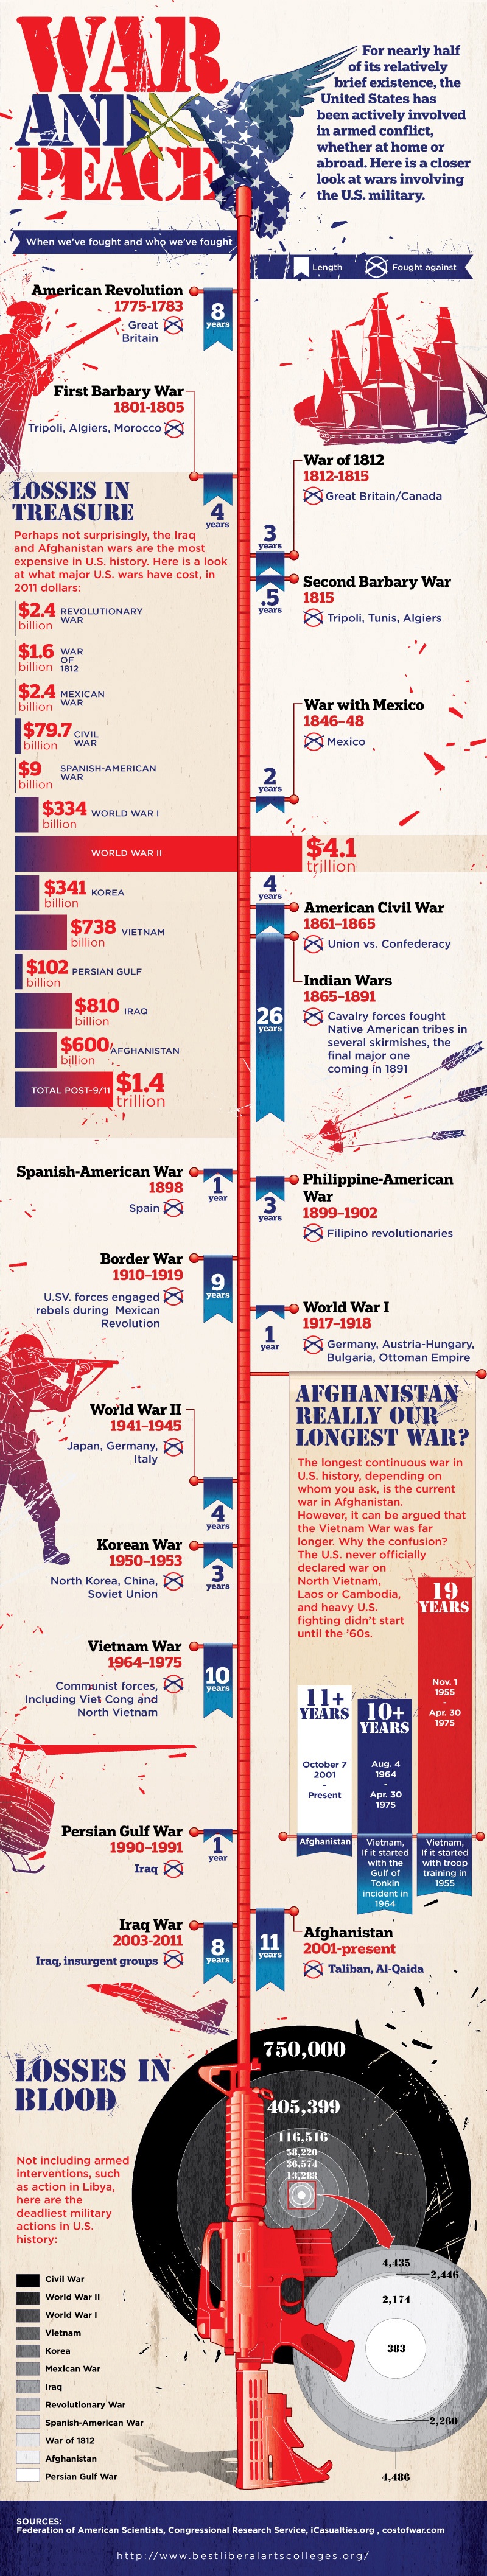 WAR
AND
PEACE
For nearly half
of its relatively
brief existence, the
United States has
been actively involved
in armed conflict,
whether at home or
abroad. Here is a closer
look at wars involving
the U.S. military.
When we've fought and who we've fought
Length
Fought against
American Revolution
1775-1783
Great
Britain
8
years
First Barbary War
1801-1805
Tripoli, Algiers, Morocco
4
years
War of 1812
1812-1815
Great Britain/Canada
3
years
.5
years
Second Barbary War
1815
Tripoli, Tunis, Algiers
War with Mexico
1846–48
Mexico
2
years
LOSSES IN
TREASURE
Perhaps not surprisingly, the Iraq
and Afghanistan wars are the most
expensive in U.S. history. Here is a look
at what major U.S. wars have cost, in
2011 dollars:
$2.4
billion
REVOLUTIONARY
WAR
$1.6
billion
WAR
OF
1812
$2.4
billion
MEXICAN
WAR
$79.7
billion
CIVIL
WAR
$9
billion
SPANISH-AMERICAN
WAR
$334
billion
WORLD WAR I
WORLD WAR II
$4.1
trillion
$341
billion
KOREA
$738
billion
VIETNAM
$102
billion
PERSIAN GULF
$810
billion
IRAQ
$600
billion
AFGHANISTAN
TOTAL POST-9/11
$1.4
trillion
4
years
American Civil War
1861–1865
Union vs. Confederacy
Indian Wars
1865–1891
26
years
Cavalry forces fought
Native American tribes in
several skirmishes, the
final major one
coming in 1891
Spanish-American War
1898
Spain
1
year
Philippine-American
War
1899–1902
Filipino revolutionaries
3
years
Border War
1910–1919
U.SV. forces engaged
rebels during Mexican
Revolution
9
years
World War I
1917–1918
Germany, Austria-Hungary,
Bulgaria, Ottoman Empire
1
year
World War II
1941–1945
Japan, Germany,
Italy
4
years
Korean War
1950–1953
North Korea, China,
Soviet Union
3
years
Vietnam War
1964–1975
Communist forces,
Including Viet Cong and
North Vietnam
10
years
AFGHANISTAN
REALLY OUR
LONGEST WAR?
The longest continuous war in
U.S. history, depending on
whom you ask, is the current
war in Afghanistan.
However, it can be argued that
the Vietnam War was far
longer. Why the confusion?
The U.S. never officially
declared war on
North Vietnam,
Laos or Cambodia,
and heavy U.S.
fighting didn't start
until the '60s.
11+
YEARS
October 7
2001
-
Present
Afghanistan
10+
YEARS
Aug. 4
1964
-
Apr. 30
1975
Vietnam,
If it started
with the
Gulf of
Tonkin
incident in
1964
19
YEARS
Nov. 1
1955
-
Apr. 30
1975
Vietnam,
If it started
with troop
training in
1955
Persian Gulf War
1990–1991
Iraq
1
year
Iraq War
2003-2011
Iraq, insurgent groups
8
years
11
years
Afghanistan
2001-present
Taliban, Al-Qaida
LOSSES IN
BLOOD
Not including armed
interventions, such
as action in Libya,
here are the
deadliest military
actions in U.S.
history:
Civil War
World War II
World War I
Vietnam
Korea
Mexican War
Iraq
Revolutionary War
Spanish-American War
War of 1812
Afghanistan
Persian Gulf War
750,000
405,399
116,516
58,220
36,574
13,283
4,435
2,446
2,174
383
2,260
4,486
SOURCES:
Federation of American Scientists, Congressional Research Service, iCasualties.org , costofwar.com
http://www.bestliberalartscolleges.org/